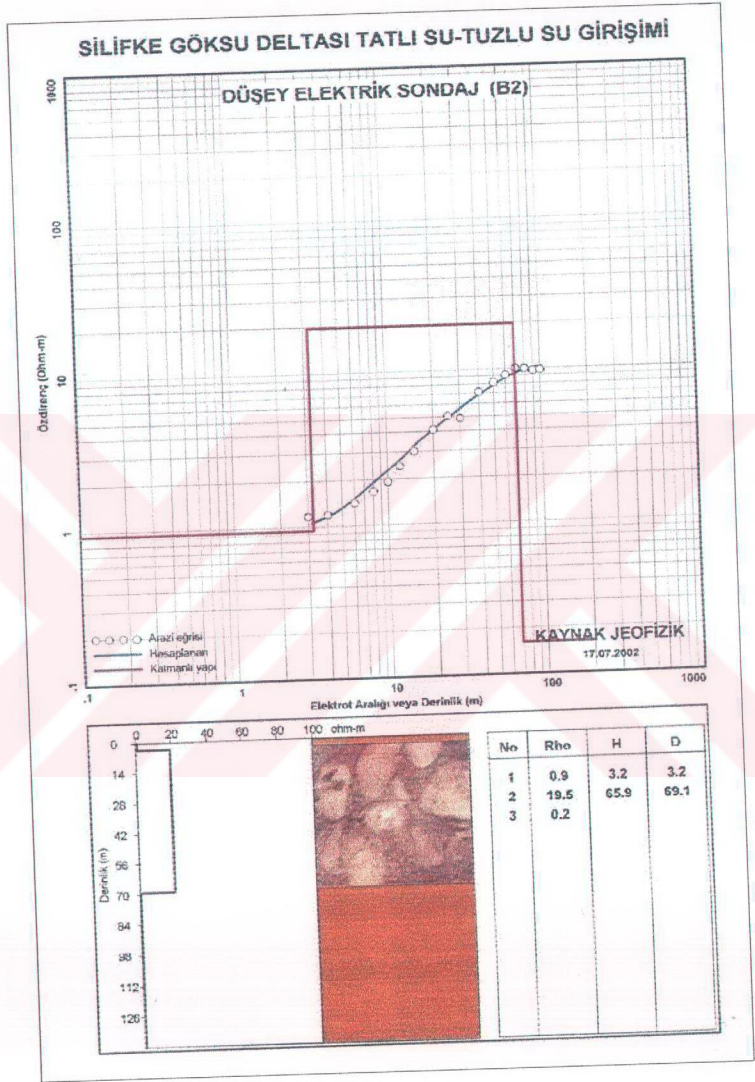 SİLİFKE GÖKSU DELTASI TATLI SU-TUZLU SU GİRİŞİMİ
DÜŞEY ELEKTRİK SONDAJ (B2)
1000
100
10
1
.1
Özdirenç (Ohm-m)
Arazi eğrisi
Hesaplanan
Katmanlı yapı
KAYNAK JEOFİZİK
17.07.2002
.1 1 10 100 1000
Elektrot Aralığı veya Derinlik (m)
0 20 40 60 80 100 ohm-m
0
14
28
42
56
70
84
98
112
126
Derinlik (m)
No Rho H D
1 0.9 3.2 3.2
2 19.5 65.9 69.1
3 0.2